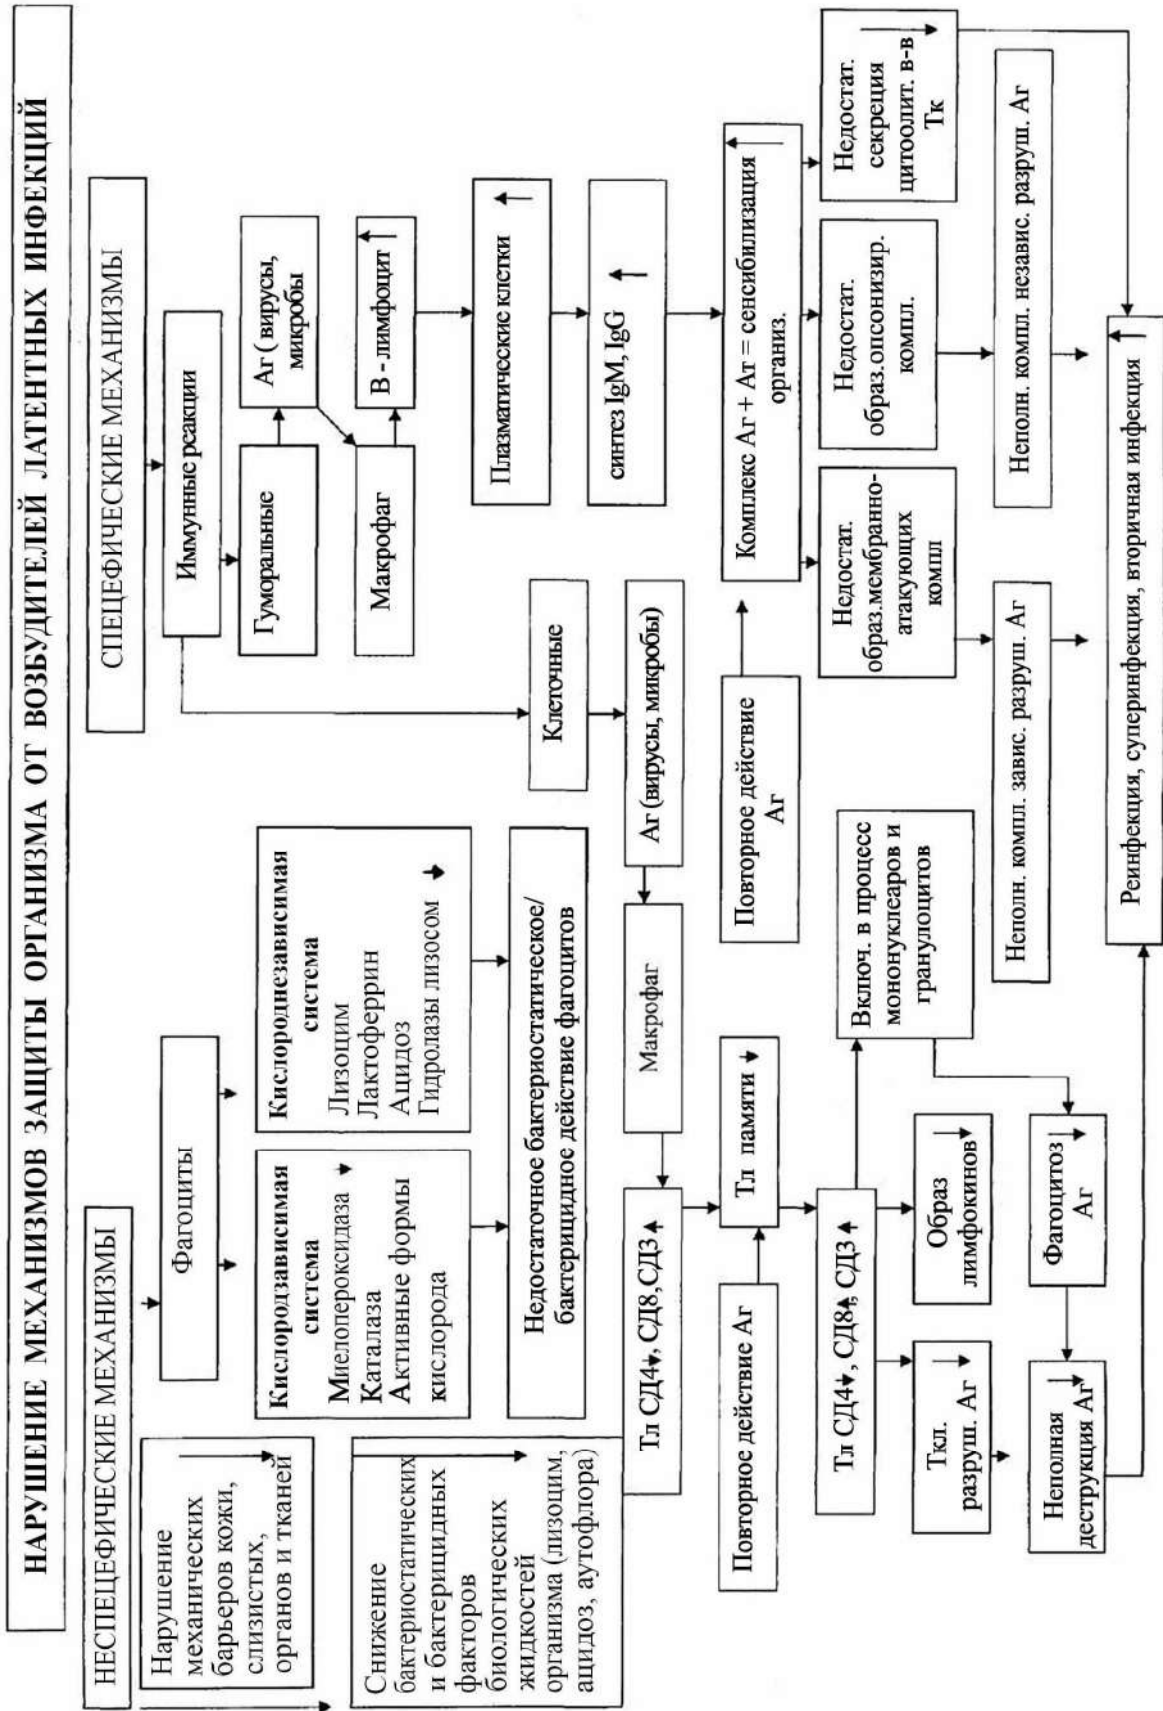 НАРУШЕНИЕ МЕХАНИЗМОВ ЗАЩИТЫ ОРГАНИЗМА ОТ ВОЗБУДИТЕЛЕЙ ЛАТЕНТНЫХ ИНФЕКЦИЙ
НЕСПЕЦЕФИЧЕСКИЕ МЕХАНИЗМЫ
СПЕЦЕФИЧЕСКИЕ МЕХАНИЗМЫ
Нарушение
механических
барьеров кожи,
слизистых,
органов и тканей
Фагоциты
Иммунные реакции
Кислородзависимая
система
Миелопероксидаза
Каталаза
Активные формы
кислорода
Кислороднезависимая
система
Лизоцим
Лактоферрин
Ацидоз
Гидролазы лизосом
Гуморальные
Аг ( вирусы,
микробы
Снижение
бактериостатических
и бактерицидных
факторов
биологических
жидкостей
организма (лизоцим,
ацидоз, аутофлора)
Макрофаг
В - лимфоцит
Недостаточное бактериостатическое/
бактерицидное действие фагоцитов
Клеточные
Плазматические клетки
Тл СД4↓, СД8,СД3↑
Макрофаг
Аг (вирусы, микробы)
синтез IgM, IgG
Повторное действие Аг
Тл памяти
Повторное действие
Аг
Комплекс Аг + Ат = сенсибилизация
организ.
Тл СД4↓, СД8↑, СД3↑
Включ. в процесс
мононуклеаров и
гранулоцитов
Недостат.
образ.мембранно-
атакующих
компл
Недостат.
образ.опсонизир.
компл.
Недостат.
секреция
цитоолит. в-в
Тк
Ткл.
разруш. Аг
Образ
лимфокинов
Неполн. компл. завис. разруш. Аг
Неполн. компл. независ. разруш. Аг
Неполная
деструкция Аг
Фагоцитоз
Аг
Реинфекция, суперинфекция, вторичная инфекция